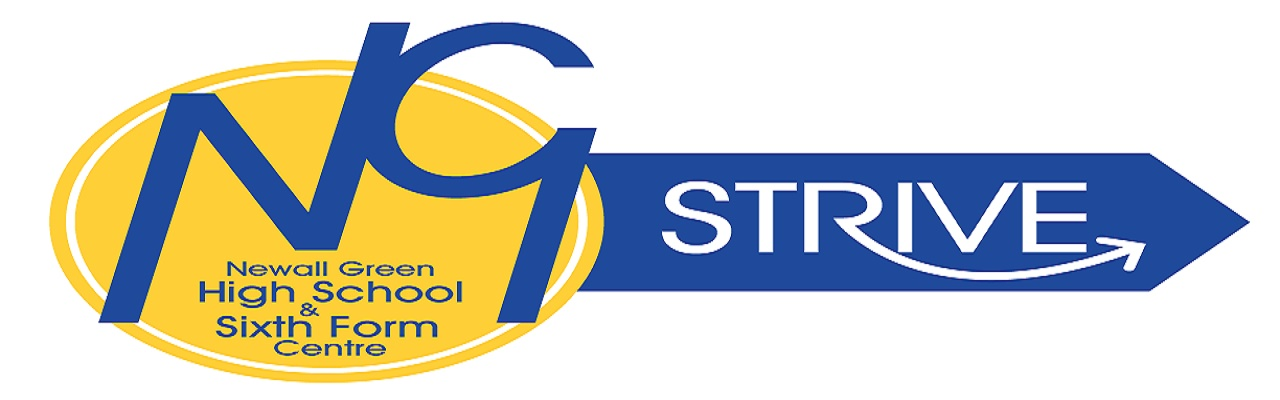 NG
Newall Green
High School
&
Sixth Form
Centre
STRIVE